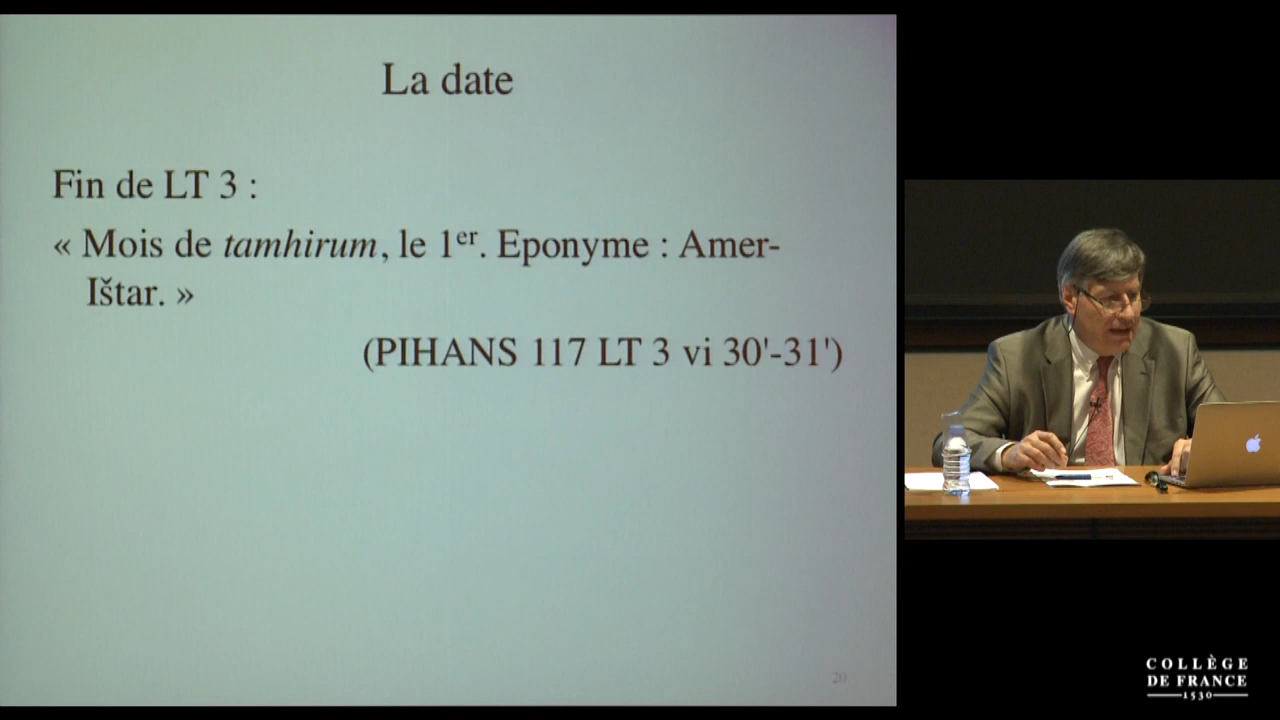 La date
Fin de LT 3 :
« Mois de tamhirum, le 1er. Eponyme : Amer-
Ištar. »
(PIHANS 117 LT 3 vi 30'-31')
20
COLLÈGE
DE FRANCE
1530